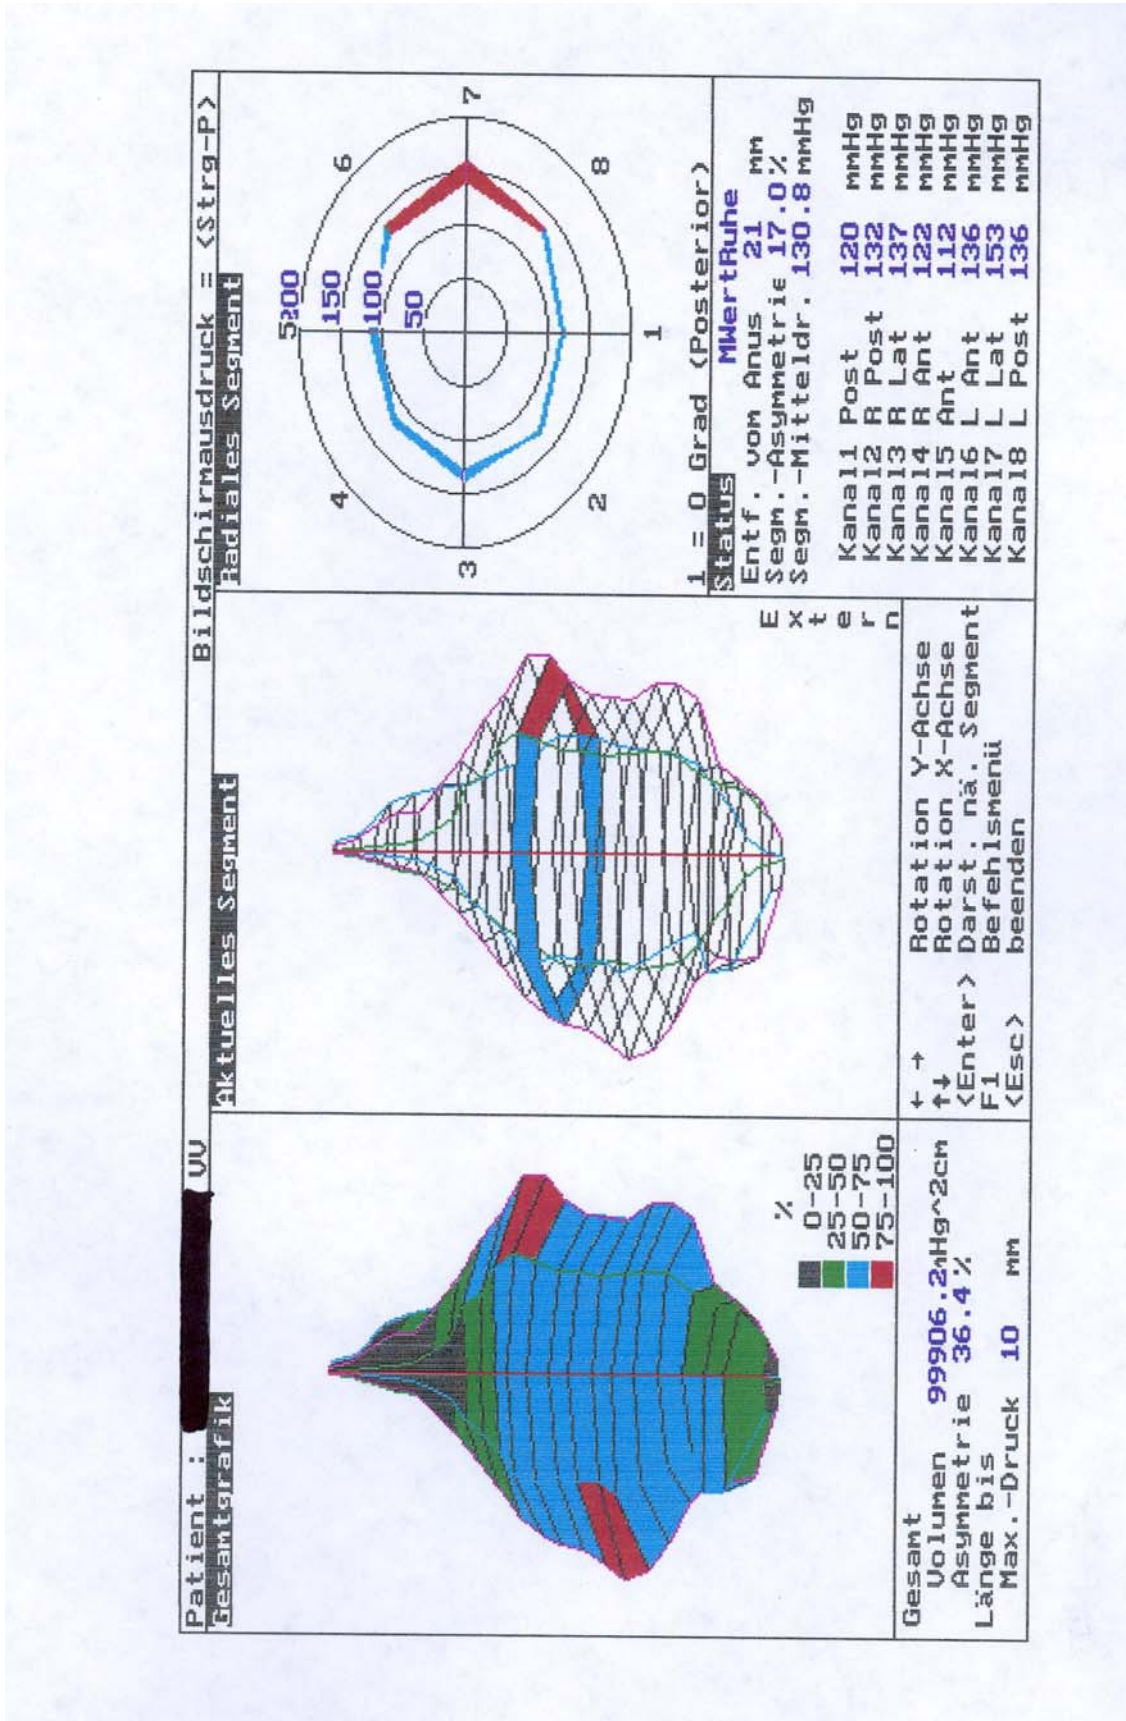 Bildschirmausdruck = <Strg-P>
Patient : VV
Gesamtgrafik
%
0-25
25-50
50-75
75-100
Gesamt
Volumen 99906.2mHg^2cm
Asymmetrie 36.4%
Länge bis
Max.-Druck 10 mm
Aktuelles Segment
Extern
← → Rotation Y-Achse
↑↓ Rotation X-Achse
<Enter> Darst. nä. Segment
F1 Befehlsmenü
<Esc> beenden
Radiales Segment
5200
150
100
50
4
6
3
7
2
8
1
1 = 0 Grad (Posterior)
Status MWertRuhe
Entf. vom Anus 21 mm
Segm.-Asymmetrie 17.0%
Segm.-Mitteldr. 130.8 mmHg
Kanal1 Post 120 mmHg
Kanal2 R Post 132 mmHg
Kanal3 R Lat 137 mmHg
Kanal4 R Ant 122 mmHg
Kanal5 Ant 112 mmHg
Kanal6 L Ant 136 mmHg
Kanal7 L Lat 153 mmHg
Kanal8 L Post 136 mmHg